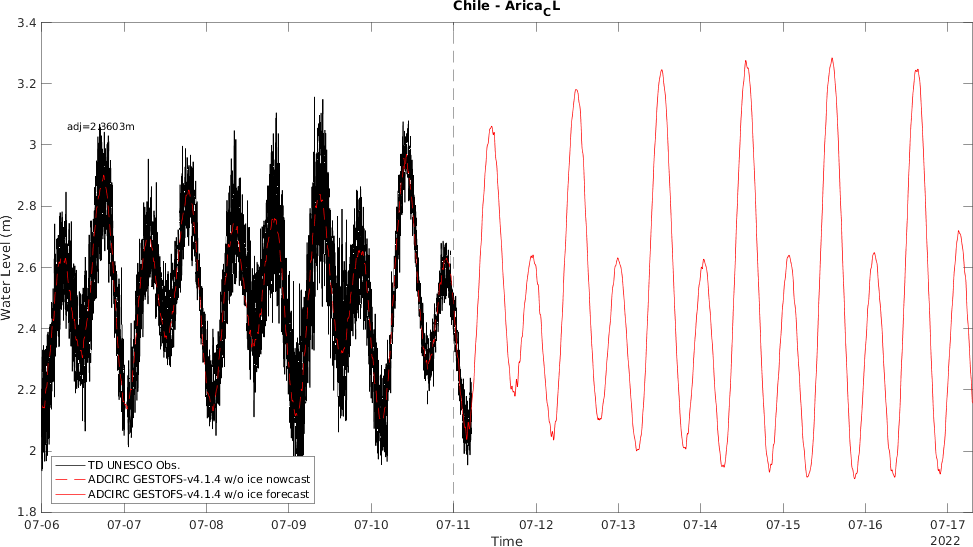 Chile - Arica_CL
3.4
3.2
3
2.8
2.6
2.4
2.2
2
1.8
Water Level (m)
adj=2.3603m
TD UNESCO Obs.
ADCIRC GESTOFS-v4.1.4 w/o ice nowcast
ADCIRC GESTOFS-v4.1.4 w/o ice forecast
07-06 07-07 07-08 07-09 07-10 07-11 07-12 07-13 07-14 07-15 07-16 07-17
Time
2022